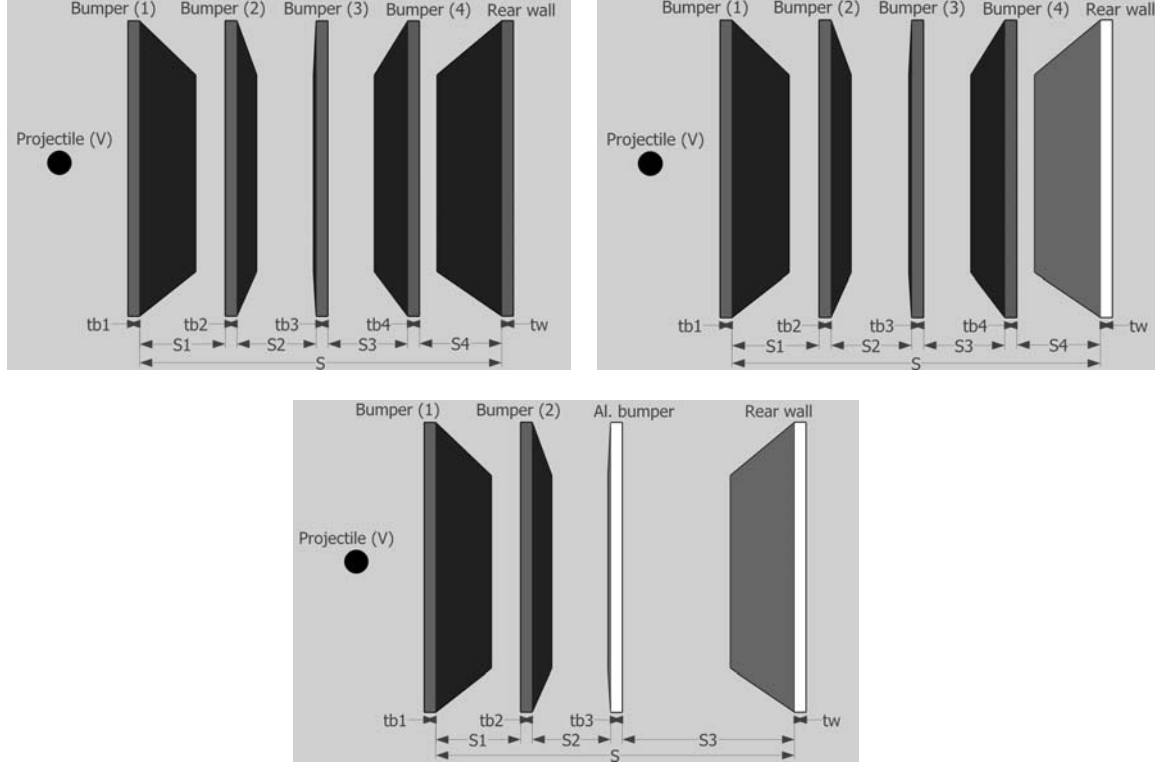 Bumper (1) Bumper (2) Bumper (3) Bumper (4) Rear wall
Projectile (V)
tb1 tb2 tb3 tb4 tw
S1 S2 S3 S4
S
Bumper (1) Bumper (2) Bumper (3) Bumper (4) Rear wall
Projectile (V)
tb1 tb2 tb3 tb4 tw
S1 S2 S3 S4
S
Bumper (1) Bumper (2) Al. bumper Rear wall
Projectile (V)
tb1 tb2 tb3 tw
S1 S2 S3
S